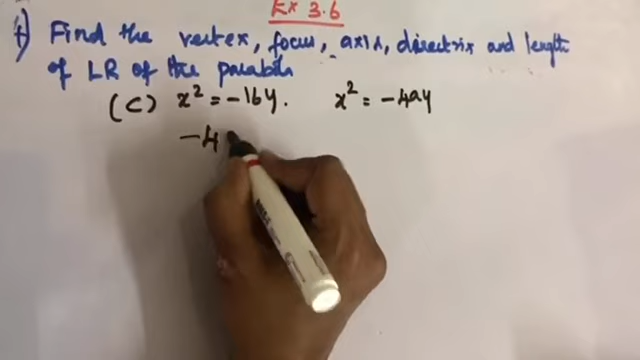 Ex 3.6
1) Find the vertex, focus, axis, directrix and length
of LR of the parabola
(C) x² = -16y. x² = -4ay
-4